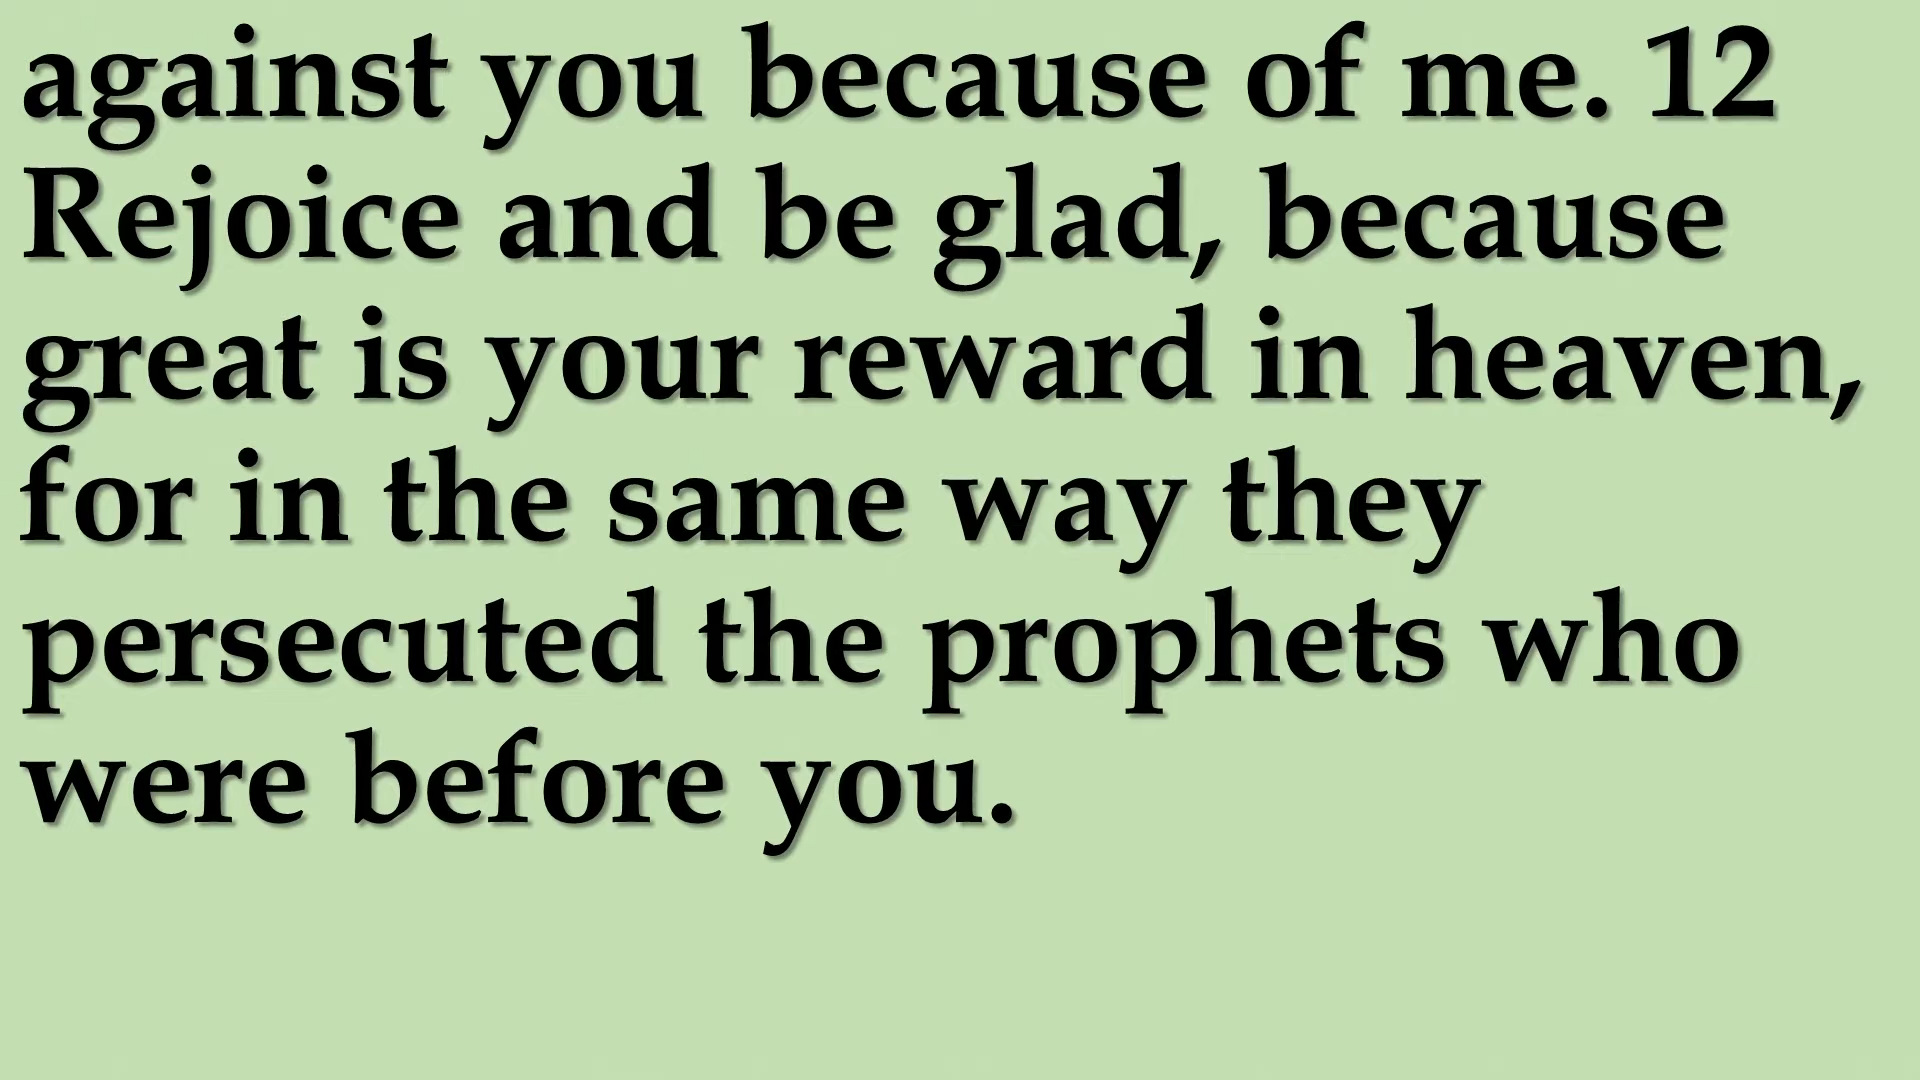 against you because of me. 12
Rejoice and be glad, because
great is your reward in heaven,
for in the same way they
persecuted the prophets who
were before you.